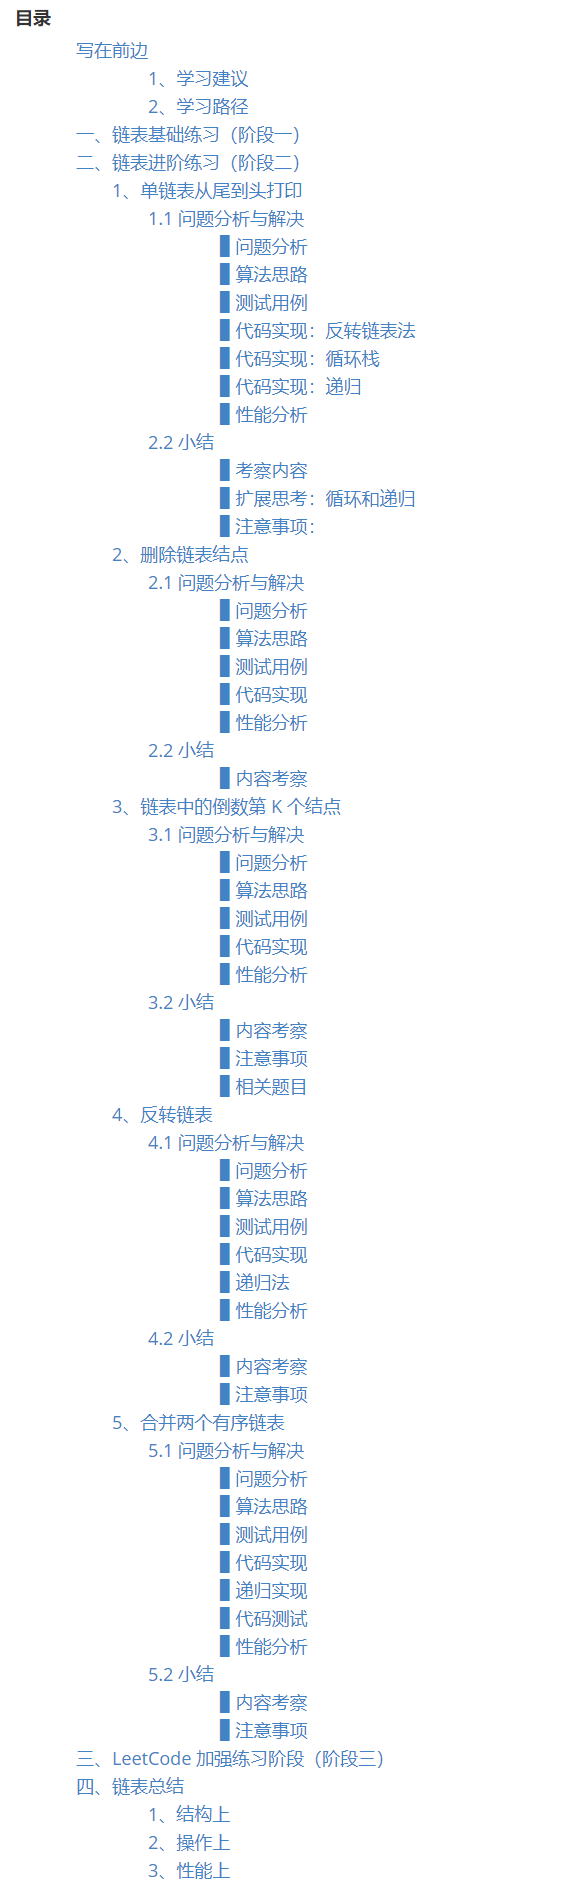 目录
写在前边
1、学习建议
2、学习路径
一、链表基础练习（阶段一）
二、链表进阶练习（阶段二）
1、单链表从尾到头打印
1.1 问题分析与解决
▉ 问题分析
▉ 算法思路
▉ 测试用例
▉ 代码实现：反转链表法
▉ 代码实现：循环栈
▉ 代码实现：递归
▉ 性能分析
2.2 小结
▉ 考察内容
▉ 扩展思考：循环和递归
▉ 注意事项：
2、删除链表结点
2.1 问题分析与解决
▉ 问题分析
▉ 算法思路
▉ 测试用例
▉ 代码实现
▉ 性能分析
2.2 小结
▉ 内容考察
3、链表中的倒数第 K 个结点
3.1 问题分析与解决
▉ 问题分析
▉ 算法思路
▉ 测试用例
▉ 代码实现
▉ 性能分析
3.2 小结
▉ 内容考察
▉ 注意事项
▉ 相关题目
4、反转链表
4.1 问题分析与解决
▉ 问题分析
▉ 算法思路
▉ 测试用例
▉ 代码实现
▉ 递归法
▉ 性能分析
4.2 小结
▉ 内容考察
▉ 注意事项
5、合并两个有序链表
5.1 问题分析与解决
▉ 问题分析
▉ 算法思路
▉ 测试用例
▉ 代码实现
▉ 递归实现
▉ 代码测试
▉ 性能分析
5.2 小结
▉ 内容考察
▉ 注意事项
三、LeetCode 加强练习阶段（阶段三）
四、链表总结
1、结构上
2、操作上
3、性能上